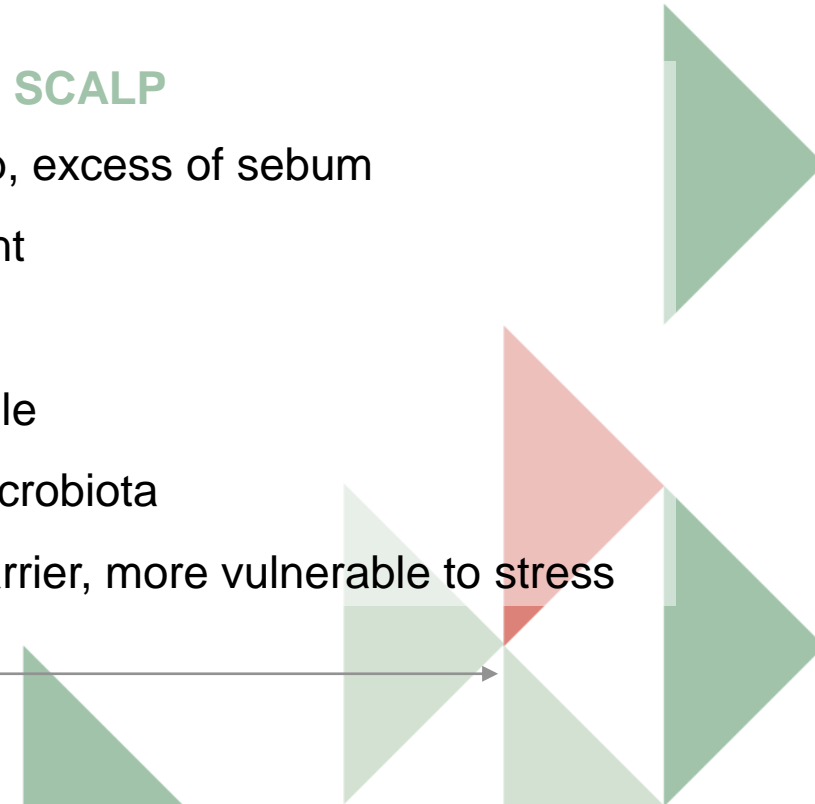 SCALP
, excess of sebum
nt
le
crobiota
rrier, more vulnerable to stress